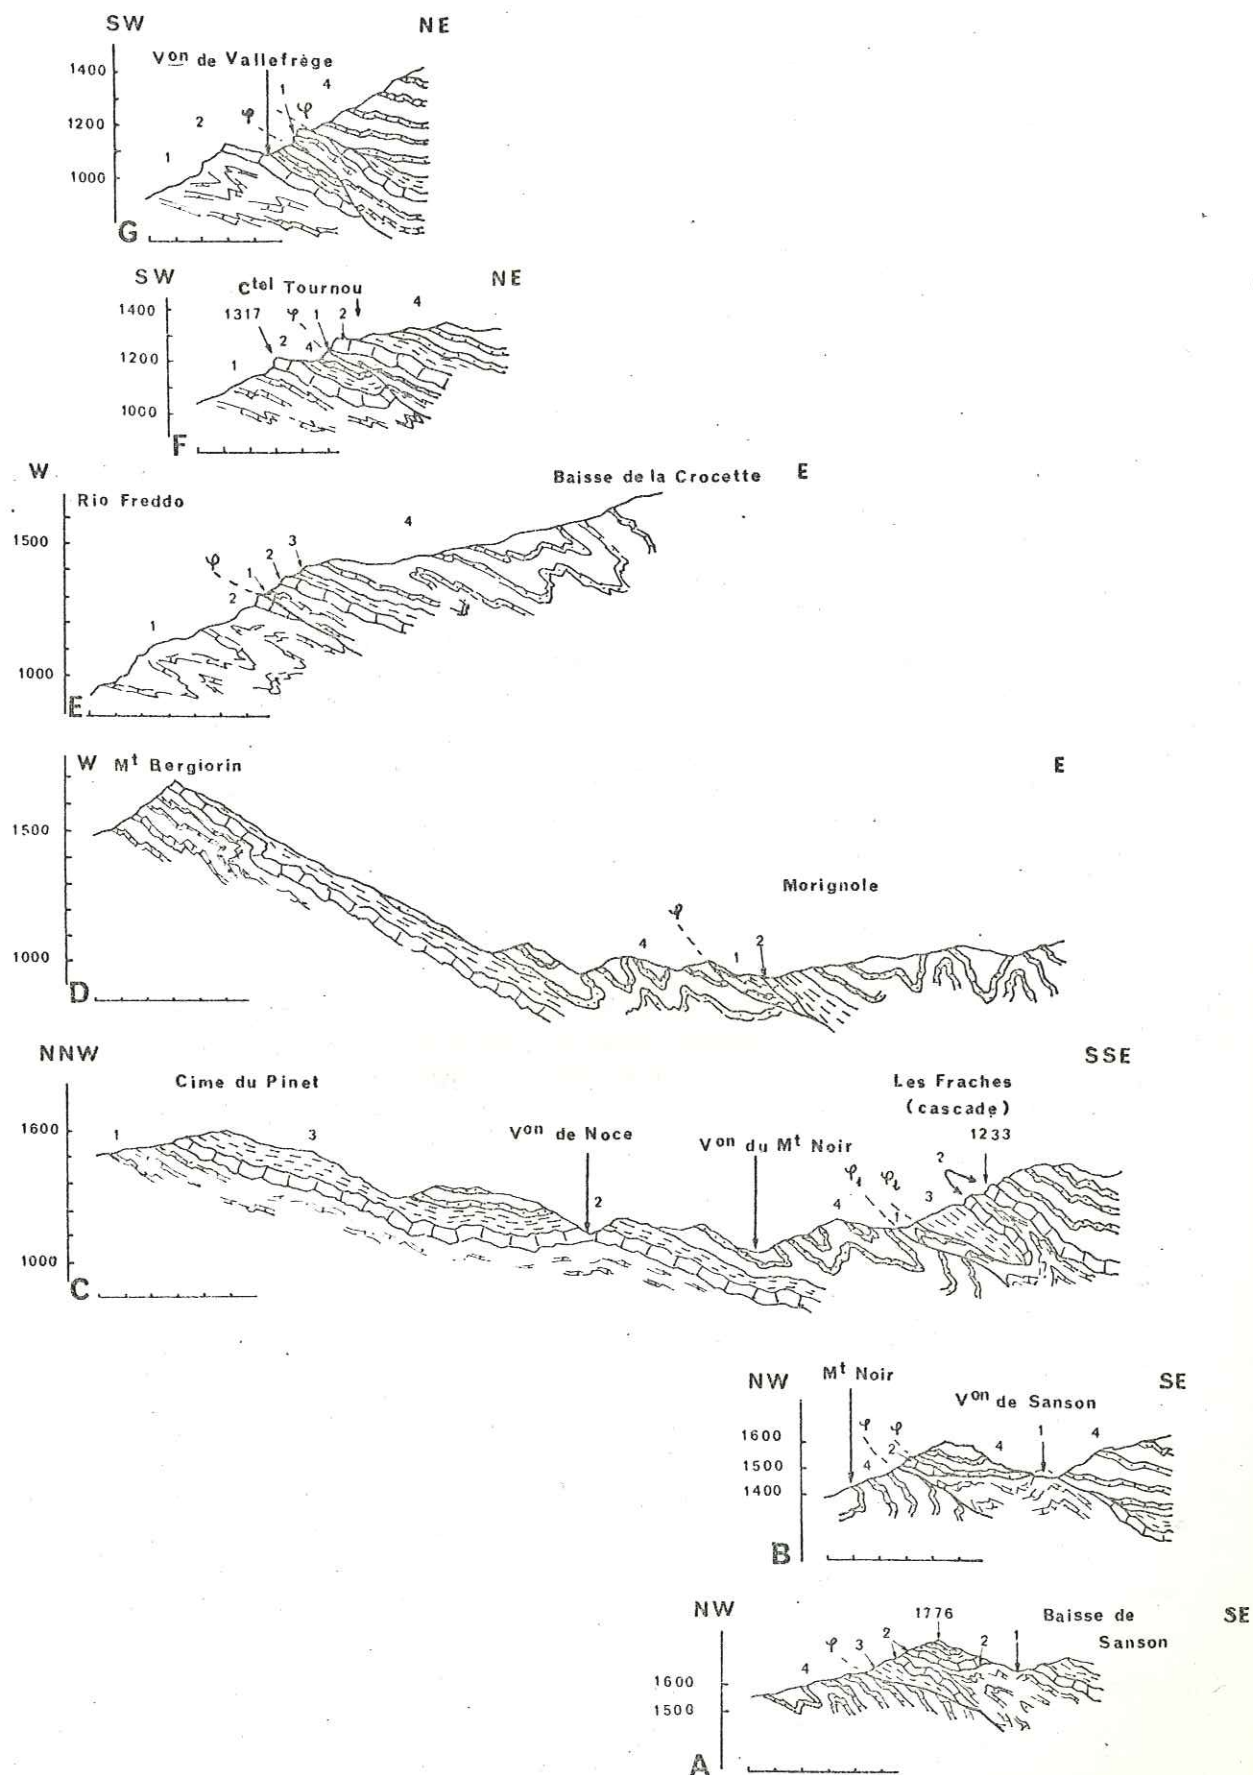 SW NE
Von de Vallefrège
1400
1 4
φ φ
1200
2
1
1000
G
SW NE
Ctel Tournou
1400
4
1317 φ 1 2
2
1200
4
1
1000
F
W E
Rio Freddo Baisse de la Crocette
4
1500
3
φ 2
1
2
1
1000
E
W Mt Bergiorin E
1500
Morignole
φ
4 2
1
1000
D
NNW SSE
Cime du Pinet Les Fraches
(cascade)
1600 1 3 Von de Noce Von du Mt Noir 1233
?
φ1 φ2
2 4 1 3
1000
C
NW Mt Noir SE
Von de Sanson
1600 φ φ 1 4
2 4
1500 4
1400
B
NW 1776 Baisse de SE
Sanson
φ 3 2 2 1
4
1600
1500
A